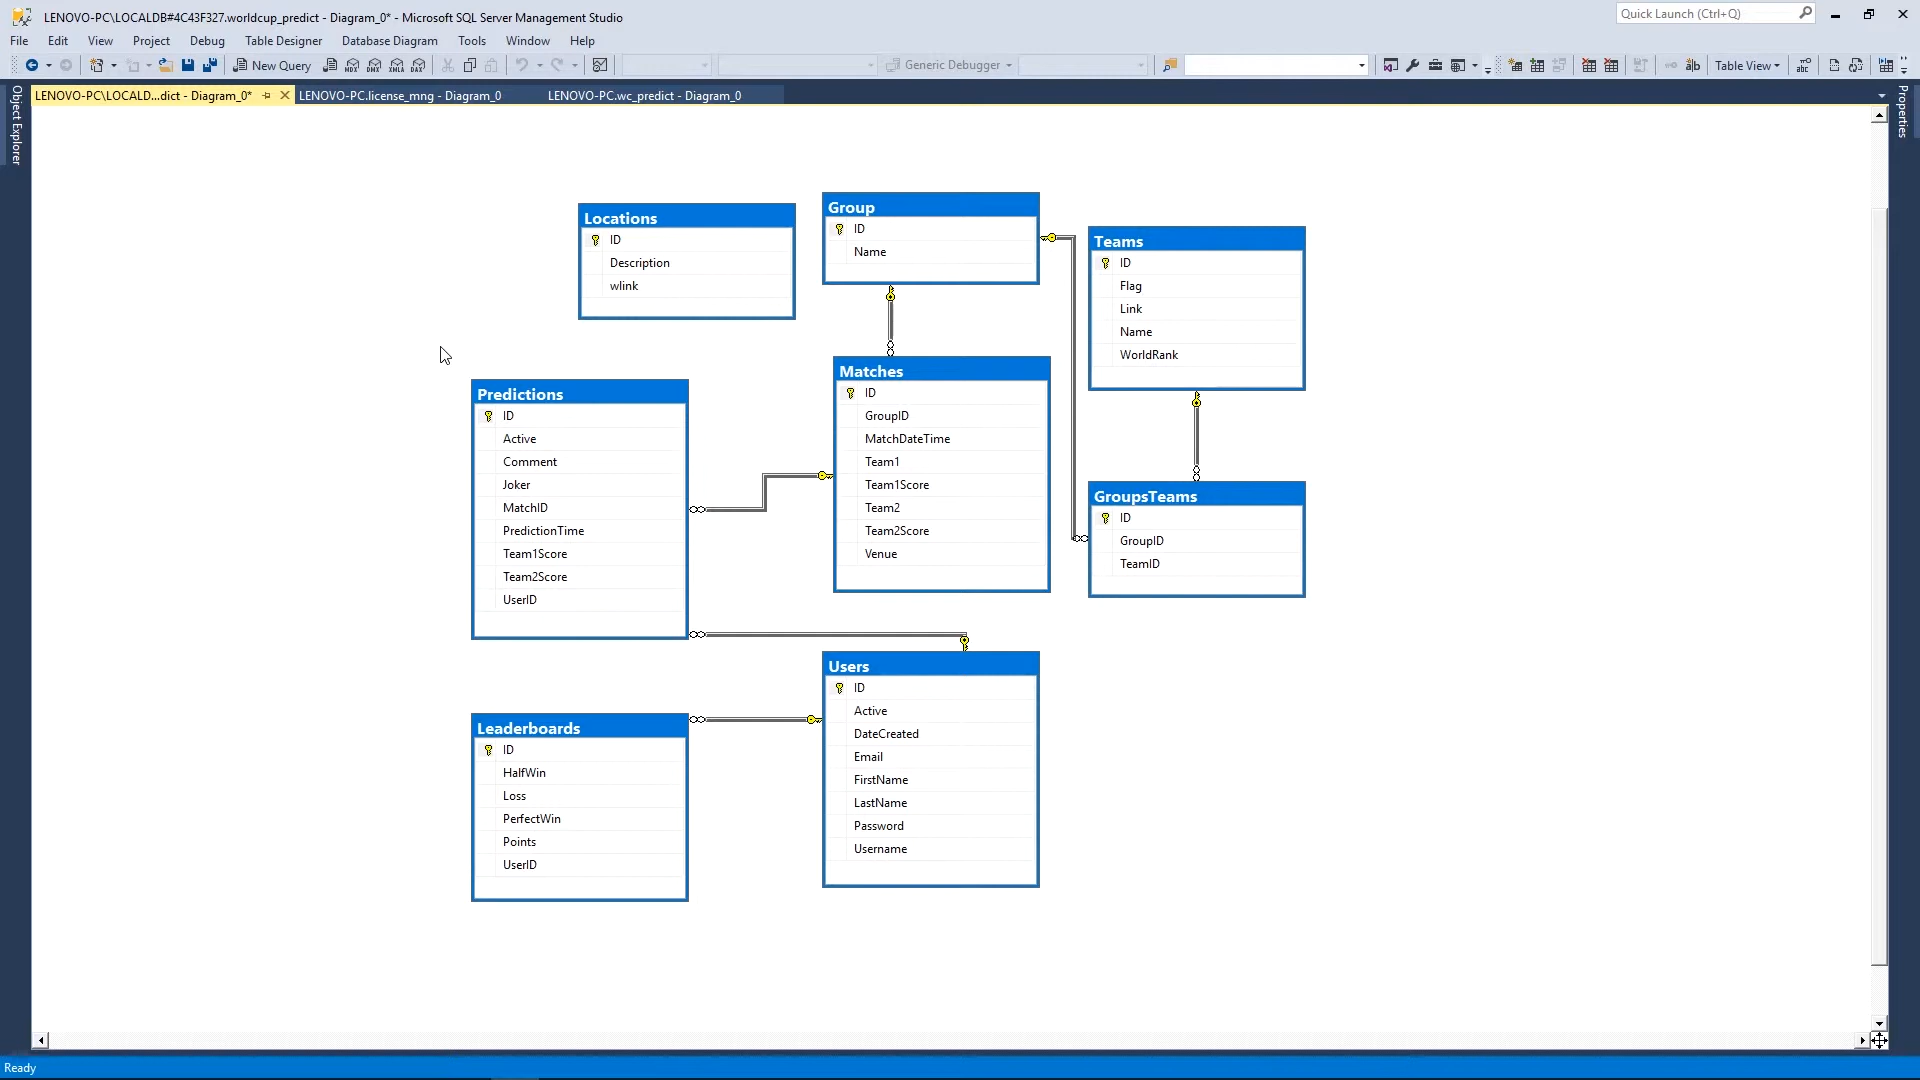 LENOVO-PC\LOCALDB#4C43F327.worldcup_predict - Diagram_0* - Microsoft SQL Server Management Studio
Quick Launch (Ctrl+Q)
File Edit View Project Debug Table Designer Database Diagram Tools Window Help
New Query
MDX DMX XMLA DAX
Generic Debugger
Table View
LENOVO-PC\LOCALD...dict - Diagram_0*
LENOVO-PC.license_mng - Diagram_0
LENOVO-PC.wc_predict - Diagram_0
Object Explorer
Properties
Locations
ID
Description
wlink
Group
ID
Name
Teams
ID
Flag
Link
Name
WorldRank
Predictions
ID
Active
Comment
Joker
MatchID
PredictionTime
Team1Score
Team2Score
UserID
Matches
ID
GroupID
MatchDateTime
Team1
Team1Score
Team2
Team2Score
Venue
GroupsTeams
ID
GroupID
TeamID
Leaderboards
ID
HalfWin
Loss
PerfectWin
Points
UserID
Users
ID
Active
DateCreated
Email
FirstName
LastName
Password
Username
Ready